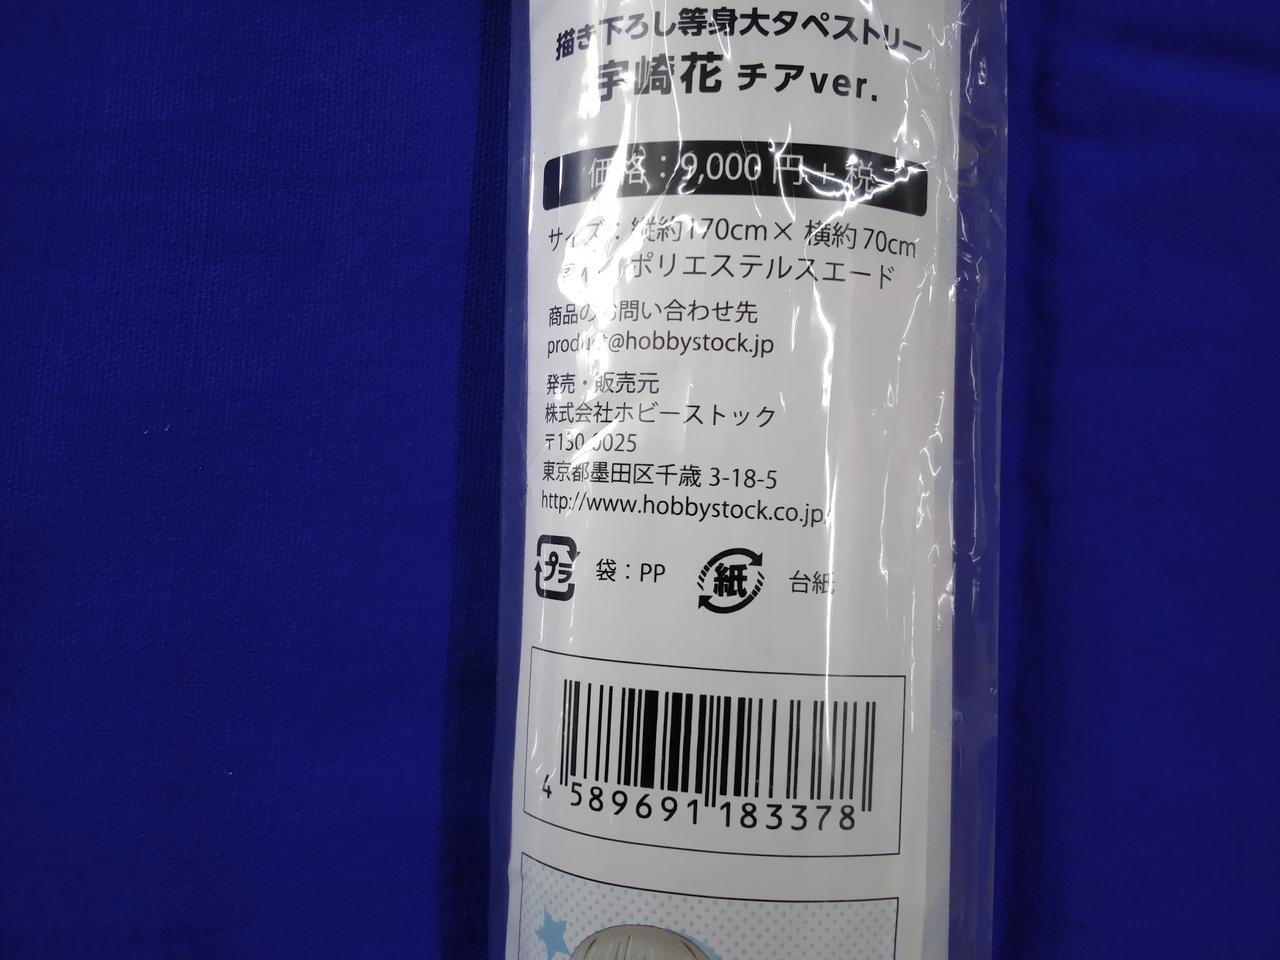 描き下ろし等身大タペストリー
宇崎花 チアver.
価格：9,000 円 + 税
サイズ：縦約170cm× 横約70cm
ポリエステルスエード
商品のお問い合わせ先
product@hobbystock.jp
発売・販売元
株式会社ホビーストック
〒130-0025
東京都墨田区千歳 3-18-5
http://www.hobbystock.co.jp/
プラ 袋：PP 紙 台紙
4 589691 183378